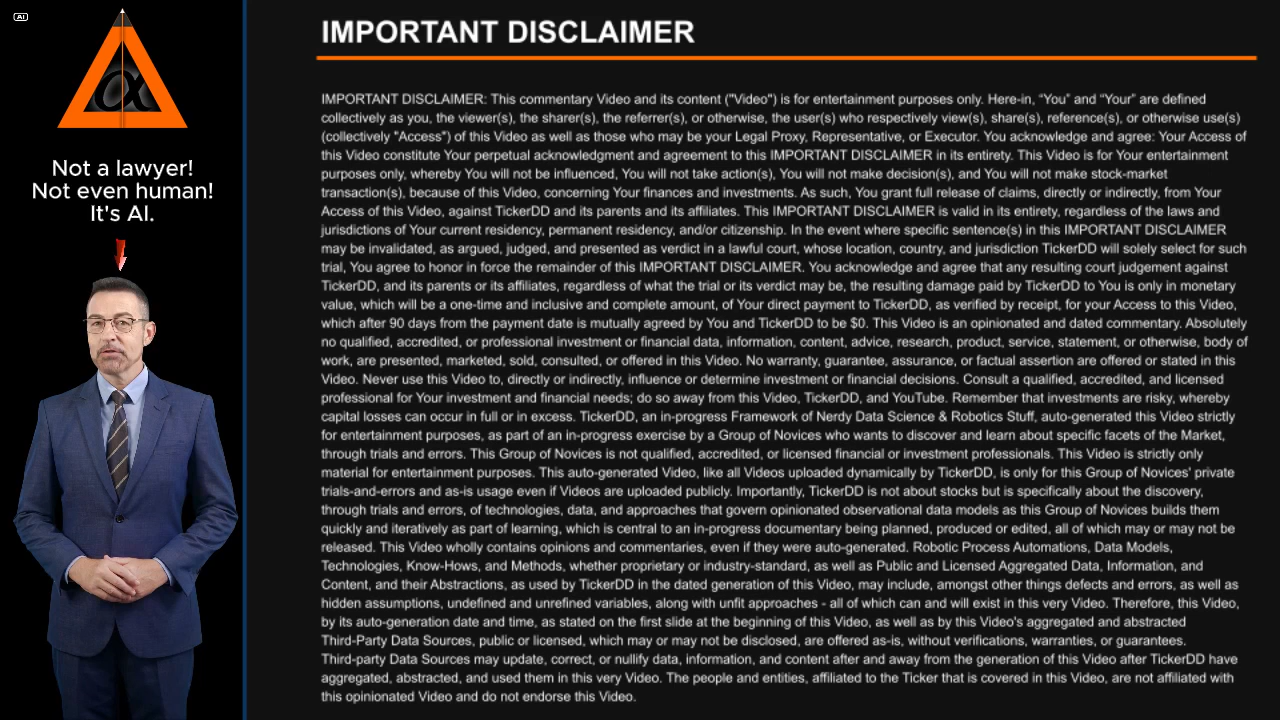 AI
α
Not a lawyer!
Not even human!
It's AI.
IMPORTANT DISCLAIMER
IMPORTANT DISCLAIMER: This commentary Video and its content ("Video") is for entertainment purposes only. Here-in, “You” and “Your” are defined
collectively as you, the viewer(s), the sharer(s), the referrer(s), or otherwise, the user(s) who respectively view(s), share(s), reference(s), or otherwise use(s)
(collectively "Access") of this Video as well as those who may be your Legal Proxy, Representative, or Executor. You acknowledge and agree: Your Access of
this Video constitute Your perpetual acknowledgment and agreement to this IMPORTANT DISCLAIMER in its entirety. This Video is for Your entertainment
purposes only, whereby You will not be influenced, You will not take action(s), You will not make decision(s), and You will not make stock-market
transaction(s), because of this Video, concerning Your finances and investments. As such, You grant full release of claims, directly or indirectly, from Your
Access of this Video, against TickerDD and its parents and its affiliates. This IMPORTANT DISCLAIMER is valid in its entirety, regardless of the laws and
jurisdictions of Your current residency, permanent residency, and/or citizenship. In the event where specific sentence(s) in this IMPORTANT DISCLAIMER
may be invalidated, as argued, judged, and presented as verdict in a lawful court, whose location, country, and jurisdiction TickerDD will solely select for such
trial, You agree to honor in force the remainder of this IMPORTANT DISCLAIMER. You acknowledge and agree that any resulting court judgement against
TickerDD, and its parents or its affiliates, regardless of what the trial or its verdict may be, the resulting damage paid by TickerDD to You is only in monetary
value, which will be a one-time and inclusive and complete amount, of Your direct payment to TickerDD, as verified by receipt, for your Access to this Video,
which after 90 days from the payment date is mutually agreed by You and TickerDD to be $0. This Video is an opinionated and dated commentary. Absolutely
no qualified, accredited, or professional investment or financial data, information, content, advice, research, product, service, statement, or otherwise, body of
work, are presented, marketed, sold, consulted, or offered in this Video. No warranty, guarantee, assurance, or factual assertion are offered or stated in this
Video. Never use this Video to, directly or indirectly, influence or determine investment or financial decisions. Consult a qualified, accredited, and licensed
professional for Your investment and financial needs; do so away from this Video, TickerDD, and YouTube. Remember that investments are risky, whereby
capital losses can occur in full or in excess. TickerDD, an in-progress Framework of Nerdy Data Science & Robotics Stuff, auto-generated this Video strictly
for entertainment purposes, as part of an in-progress exercise by a Group of Novices who wants to discover and learn about specific facets of the Market,
through trials and errors. This Group of Novices is not qualified, accredited, or licensed financial or investment professionals. This Video is strictly only
material for entertainment purposes. This auto-generated Video, like all Videos uploaded dynamically by TickerDD, is only for this Group of Novices' private
trials-and-errors and as-is usage even if Videos are uploaded publicly. Importantly, TickerDD is not about stocks but is specifically about the discovery,
through trials and errors, of technologies, data, and approaches that govern opinionated observational data models as this Group of Novices builds them
quickly and iteratively as part of learning, which is central to an in-progress documentary being planned, produced or edited, all of which may or may not be
released. This Video wholly contains opinions and commentaries, even if they were auto-generated. Robotic Process Automations, Data Models,
Technologies, Know-Hows, and Methods, whether proprietary or industry-standard, as well as Public and Licensed Aggregated Data, Information, and
Content, and their Abstractions, as used by TickerDD in the dated generation of this Video, may include, amongst other things defects and errors, as well as
hidden assumptions, undefined and unrefined variables, along with unfit approaches - all of which can and will exist in this very Video. Therefore, this Video,
by its auto-generation date and time, as stated on the first slide at the beginning of this Video, as well as by this Video's aggregated and abstracted
Third-Party Data Sources, public or licensed, which may or may not be disclosed, are offered as-is, without verifications, warranties, or guarantees.
Third-party Data Sources may update, correct, or nullify data, information, and content after and away from the generation of this Video after TickerDD have
aggregated, abstracted, and used them in this very Video. The people and entities, affiliated to the Ticker that is covered in this Video, are not affiliated with
this opinionated Video and do not endorse this Video.